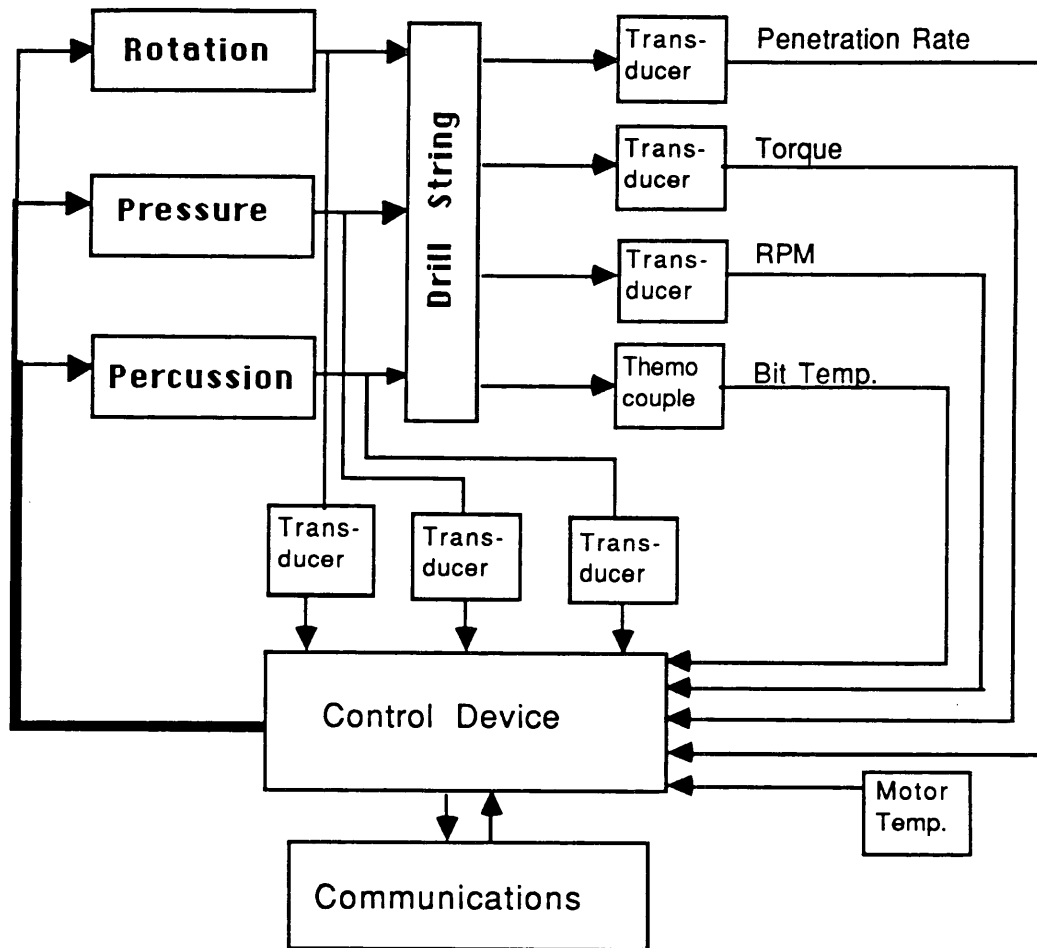 Rotation
Trans-
ducer
Penetration Rate
Drill String
Trans-
ducer
Torque
Pressure
Trans-
ducer
RPM
Percussion
Themo
couple
Bit Temp.
Trans-
ducer
Trans-
ducer
Trans-
ducer
Control Device
Motor
Temp.
Communications